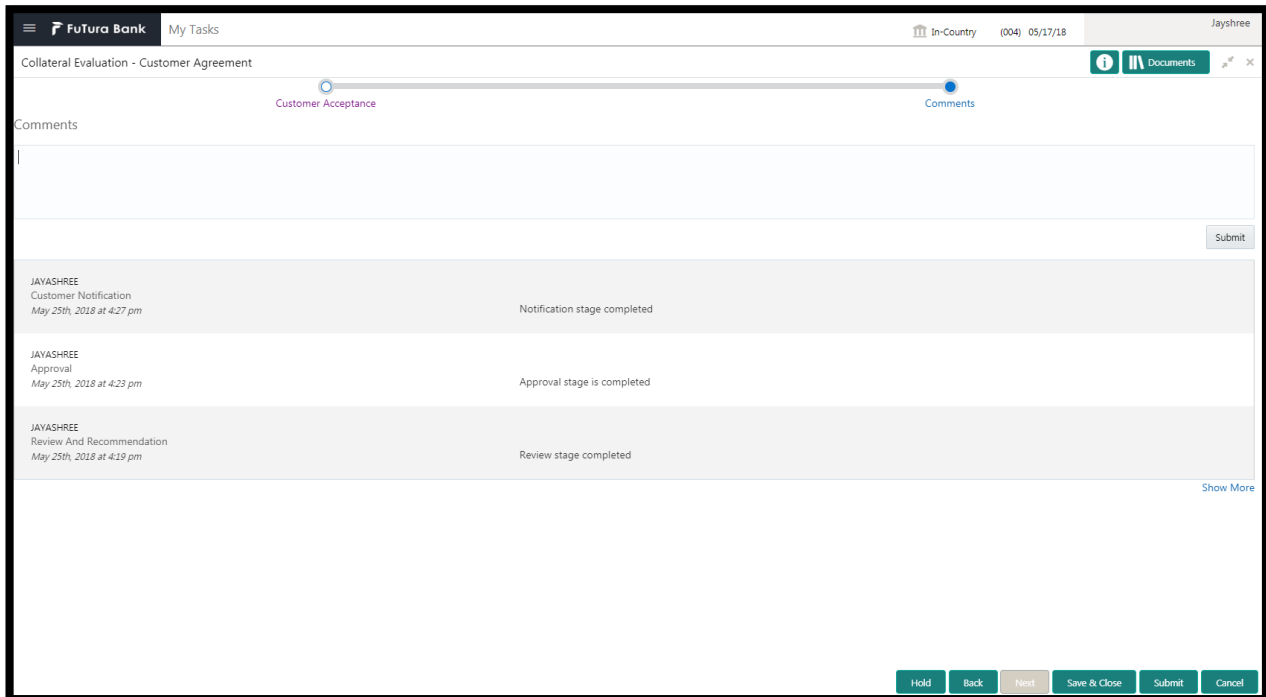 FuTura Bank My Tasks In-Country (004) 05/17/18 Jayshree
Collateral Evaluation - Customer Agreement Documents
Customer Acceptance Comments
Comments
Submit
JAYASHREE
Customer Notification
May 25th, 2018 at 4:27 pm Notification stage completed
JAYASHREE
Approval
May 25th, 2018 at 4:23 pm Approval stage is completed
JAYASHREE
Review And Recommendation
May 25th, 2018 at 4:19 pm Review stage completed
Show More
Hold Back Next Save & Close Submit Cancel